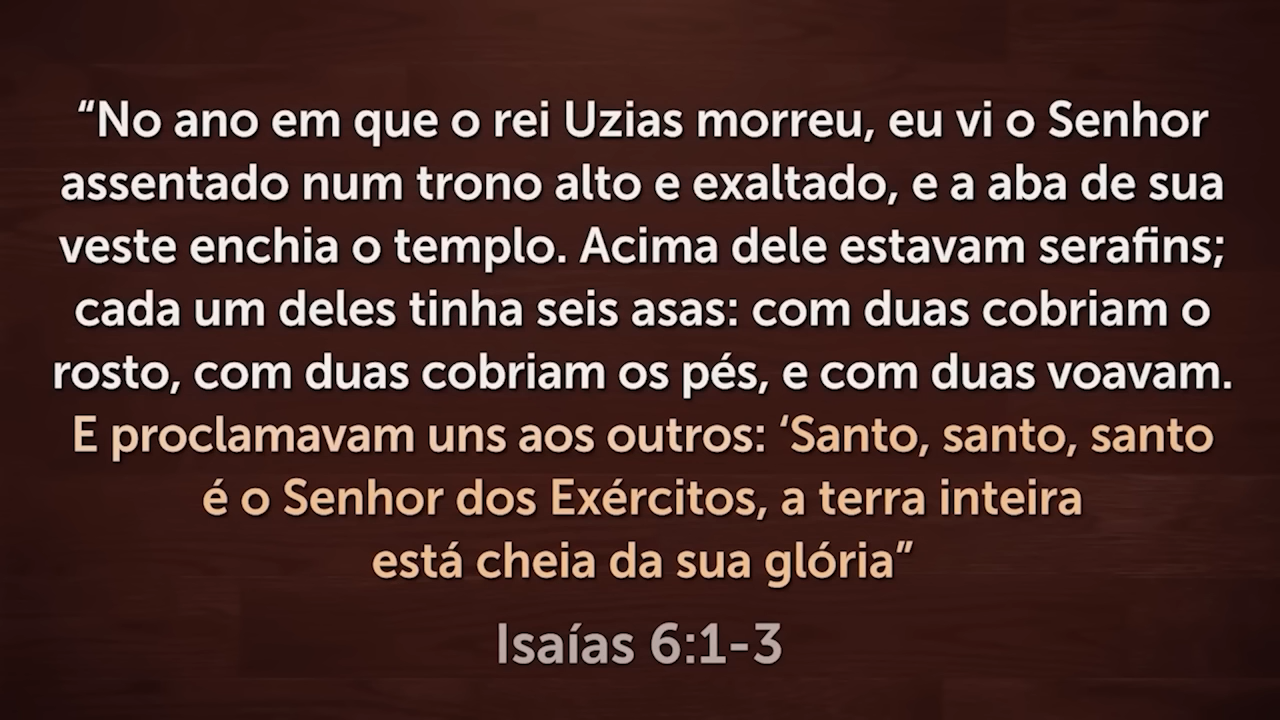 “No ano em que o rei Uzias morreu, eu vi o Senhor
assentado num trono alto e exaltado, e a aba de sua
veste enchia o templo. Acima dele estavam serafins;
cada um deles tinha seis asas: com duas cobriam o
rosto, com duas cobriam os pés, e com duas voavam.
E proclamavam uns aos outros: ‘Santo, santo, santo
é o Senhor dos Exércitos, a terra inteira
está cheia da sua glória”
Isaías 6:1-3